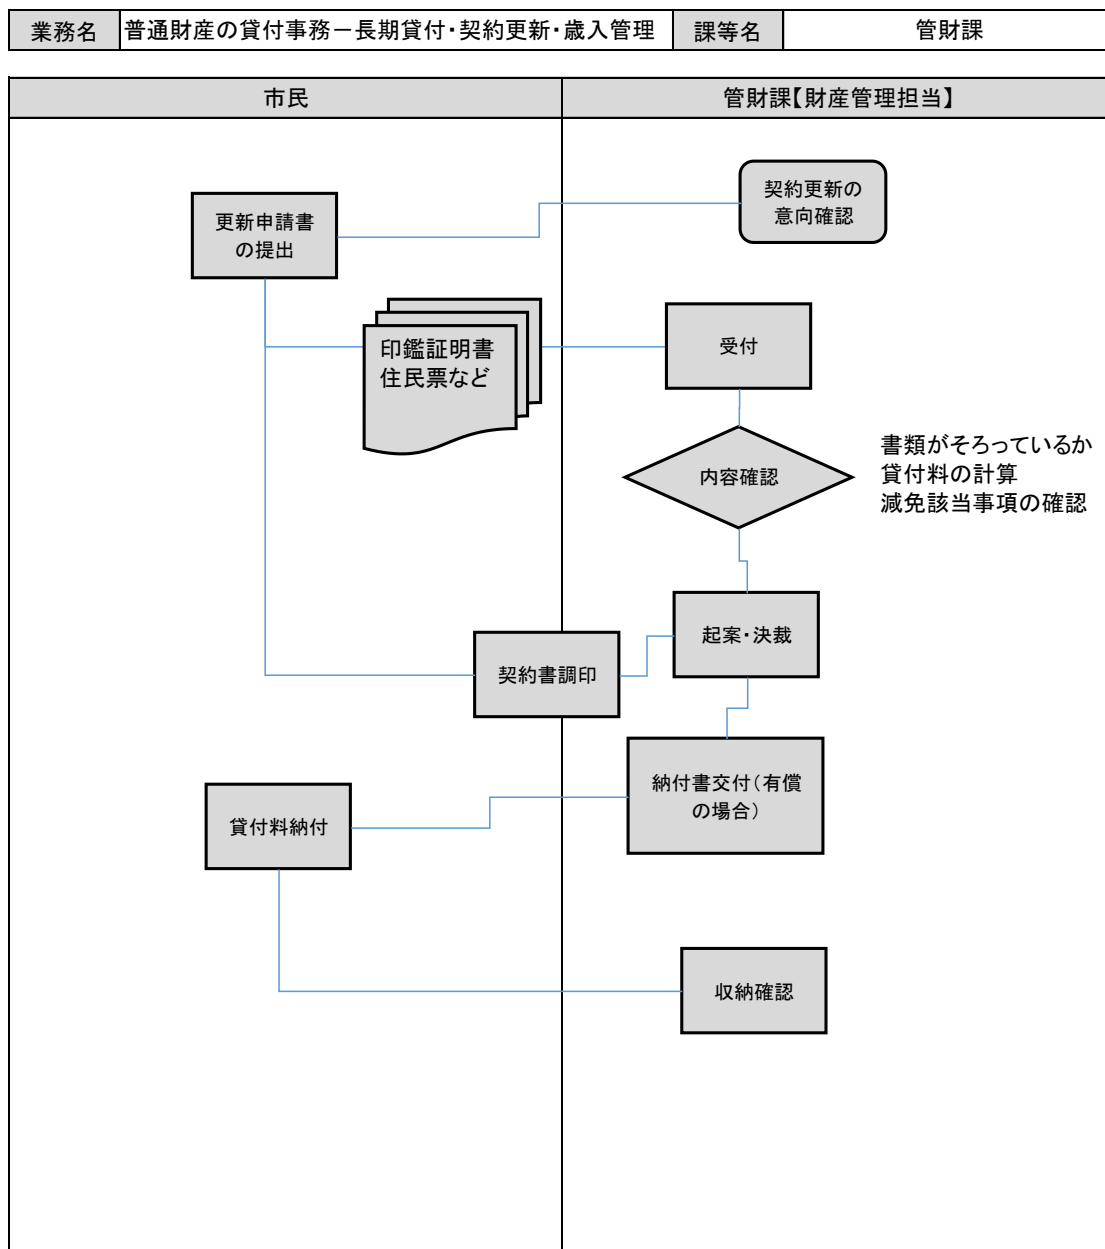 業務名 普通財産の貸付事務－長期貸付・契約更新・歳入管理 課等名 管財課
市民 管財課【財産管理担当】
契約更新の
意向確認
更新申請書
の提出
印鑑証明書
住民票など
受付
内容確認
書類がそろっているか
貸付料の計算
減免該当事項の確認
起案・決裁
契約書調印
納付書交付（有償
の場合）
貸付料納付
収納確認